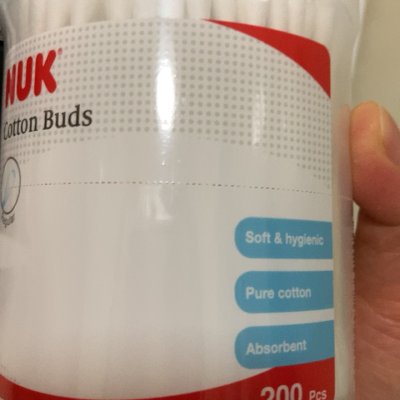 NUK
Cotton Buds
Soft & hygienic
Pure cotton
Absorbent
200 Pcs